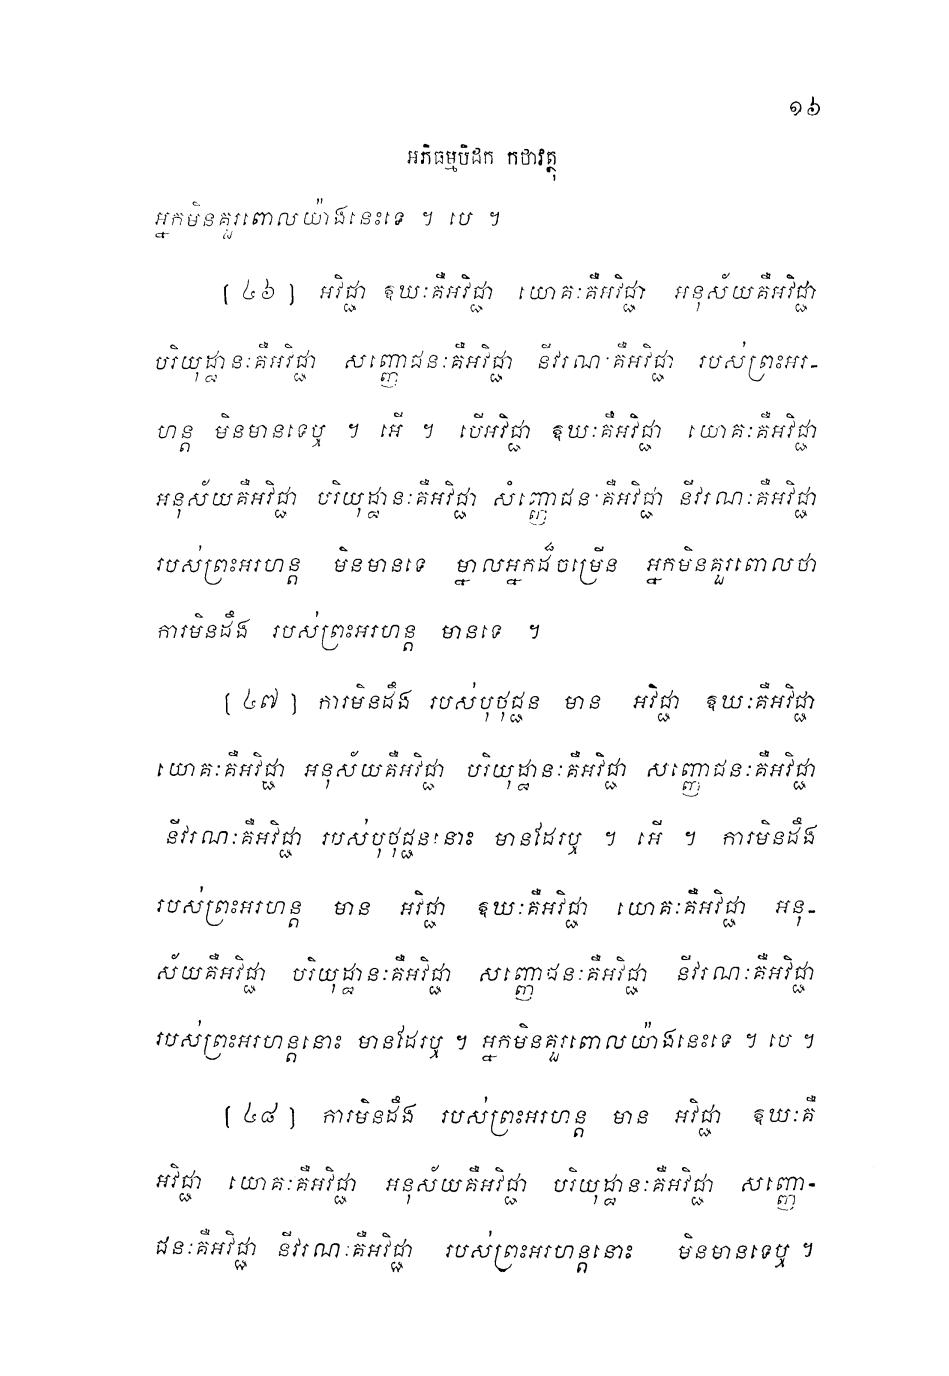 ១៦
អភិធម្មបិដក កថាវត្ថុ
អ្នកមិនគួរពោលយ៉ាងនេះទេ ។ បេ ។
[ ៤៦ ] អវិជ្ជា ឱឃៈគឺអវិជ្ជា យោគៈគឺអវិជ្ជា អនុស័យគឺអវិជ្ជា
បរិយុដ្ឋានៈគឺអវិជ្ជា សញ្ញោជនៈគឺអវិជ្ជា នីវរណៈគឺអវិជ្ជា របស់ព្រះអរ-
ហន្ត មិនមានទេឬ ។ អើ ។ បើអវិជ្ជា ឱឃៈគឺអវិជ្ជា យោគៈគឺអវិជ្ជា
អនុស័យគឺអវិជ្ជា បរិយុដ្ឋានៈគឺអវិជ្ជា សំញ្ញោជនៈគឺអវិជ្ជា នីវរណៈគឺអវិជ្ជា
របស់ព្រះអរហន្ត មិនមានទេ ម្នាលអ្នកដ៏ចម្រើន អ្នកមិនគួរពោលថា
ការមិនដឹង របស់ព្រះអរហន្ត មានទេ ។
[ ៤៧ ] ការមិនដឹង របស់បុថុជ្ជន មាន អវិជ្ជា ឱឃៈគឺអវិជ្ជា
យោគៈគឺអវិជ្ជា អនុស័យគឺអវិជ្ជា បរិយុដ្ឋានៈគឺអវិជ្ជា សញ្ញោជនៈគឺអវិជ្ជា
នីវរណៈគឺអវិជ្ជា របស់បុថុជ្ជននោះ មានដែរឬ ។ អើ ។ ការមិនដឹង
របស់ព្រះអរហន្ត មាន អវិជ្ជា ឱឃៈគឺអវិជ្ជា យោគៈគឺអវិជ្ជា អនុ-
ស័យគឺអវិជ្ជា បរិយុដ្ឋានៈគឺអវិជ្ជា សញ្ញោជនៈគឺអវិជ្ជា នីវរណៈគឺអវិជ្ជា
របស់ព្រះអរហន្តនោះ មានដែរឬ ។ អ្នកមិនគួរពោលយ៉ាងនេះទេ ។ បេ ។
[ ៤៨ ] ការមិនដឹង របស់ព្រះអរហន្ត មាន អវិជ្ជា ឱឃៈគឺ
អវិជ្ជា យោគៈគឺអវិជ្ជា អនុស័យគឺអវិជ្ជា បរិយុដ្ឋានៈគឺអវិជ្ជា សញ្ញោ-
ជនៈគឺអវិជ្ជា នីវរណៈគឺអវិជ្ជា របស់ព្រះអរហន្តនោះ មិនមានទេឬ ។